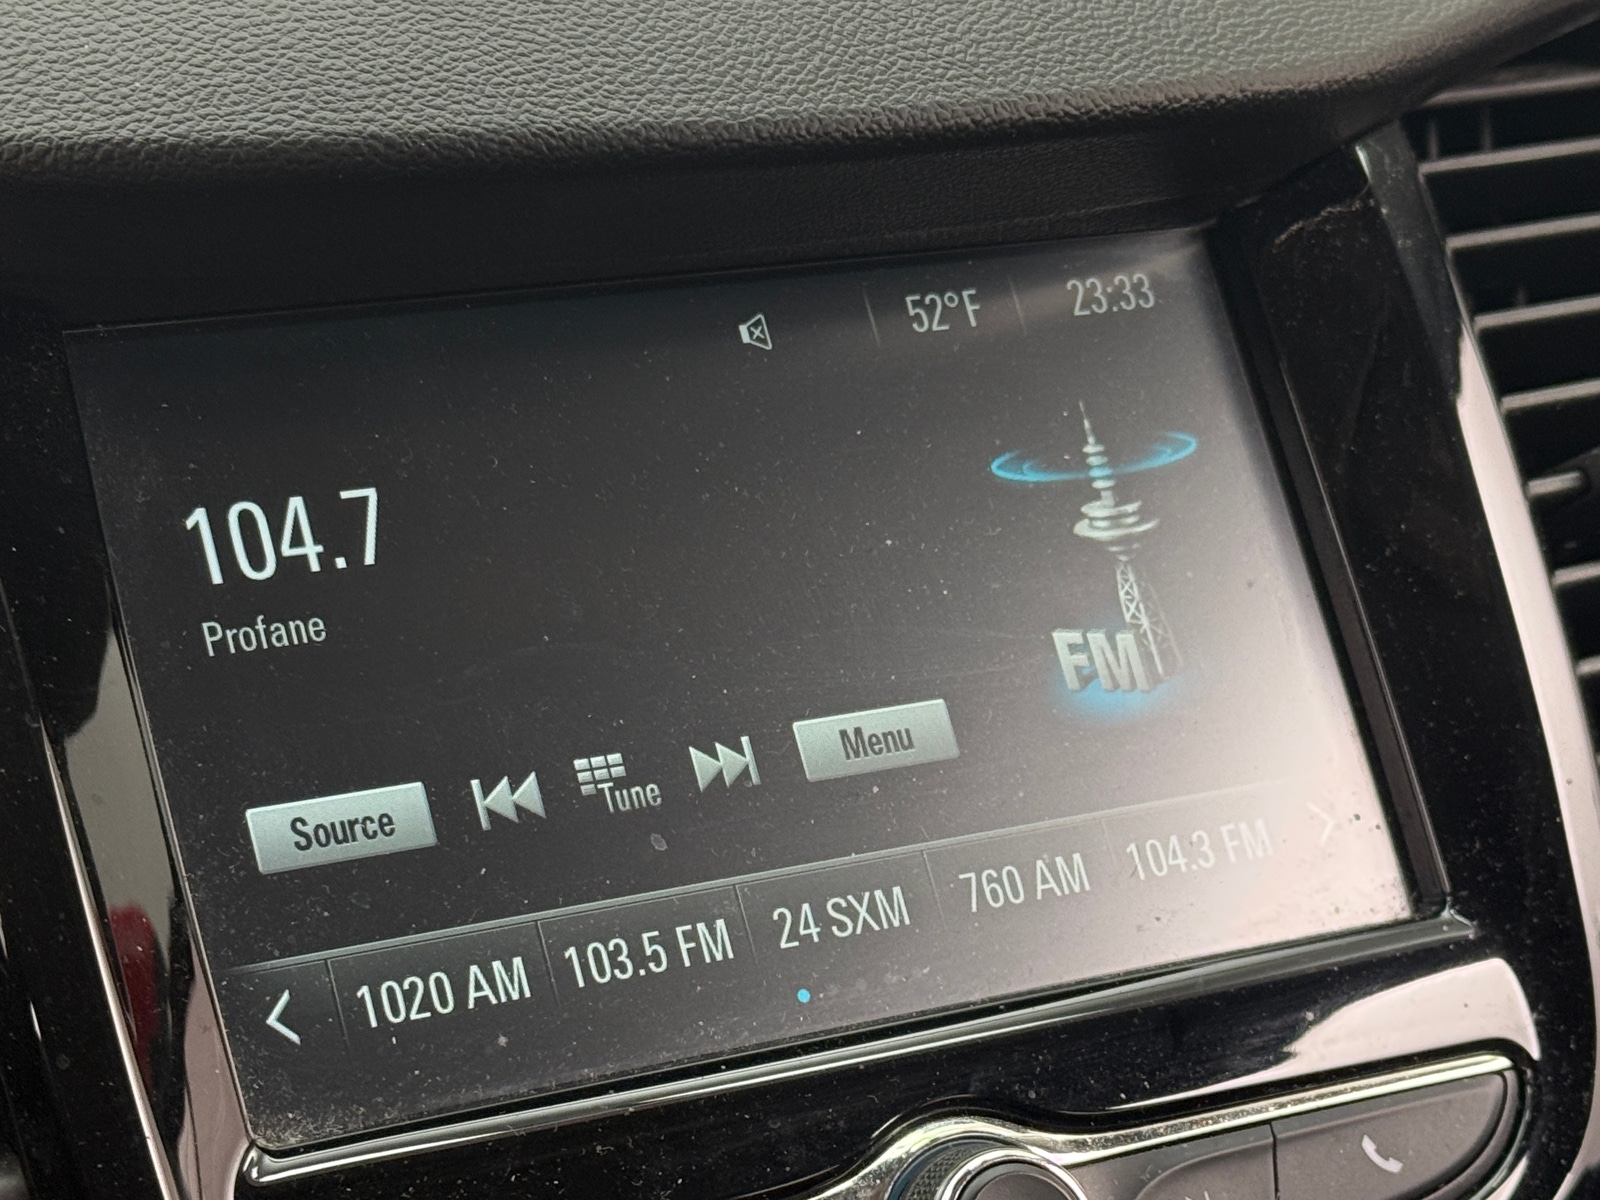 52°F 23:33
104.7
Profane
FM
Source Tune Menu
1020 AM 103.5 FM 24 SXM 760 AM 104.3 FM